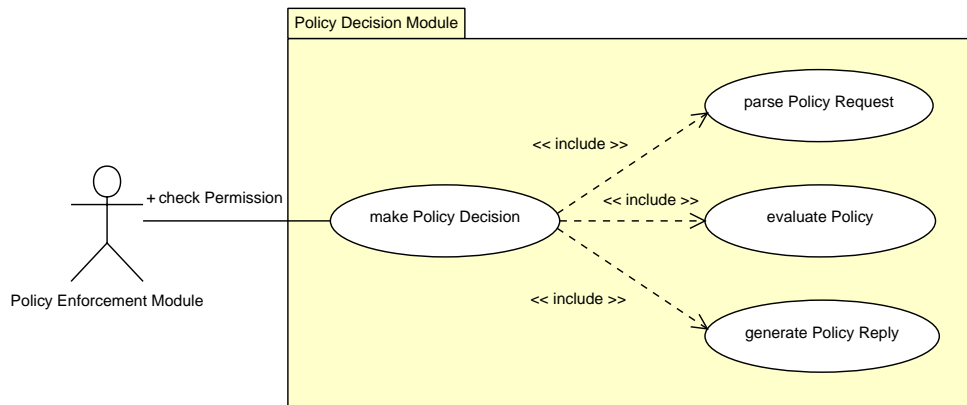 Policy Decision Module
parse Policy Request
<< include >>
+ check Permission
<< include >>
make Policy Decision
evaluate Policy
Policy Enforcement Module
<< include >>
generate Policy Reply